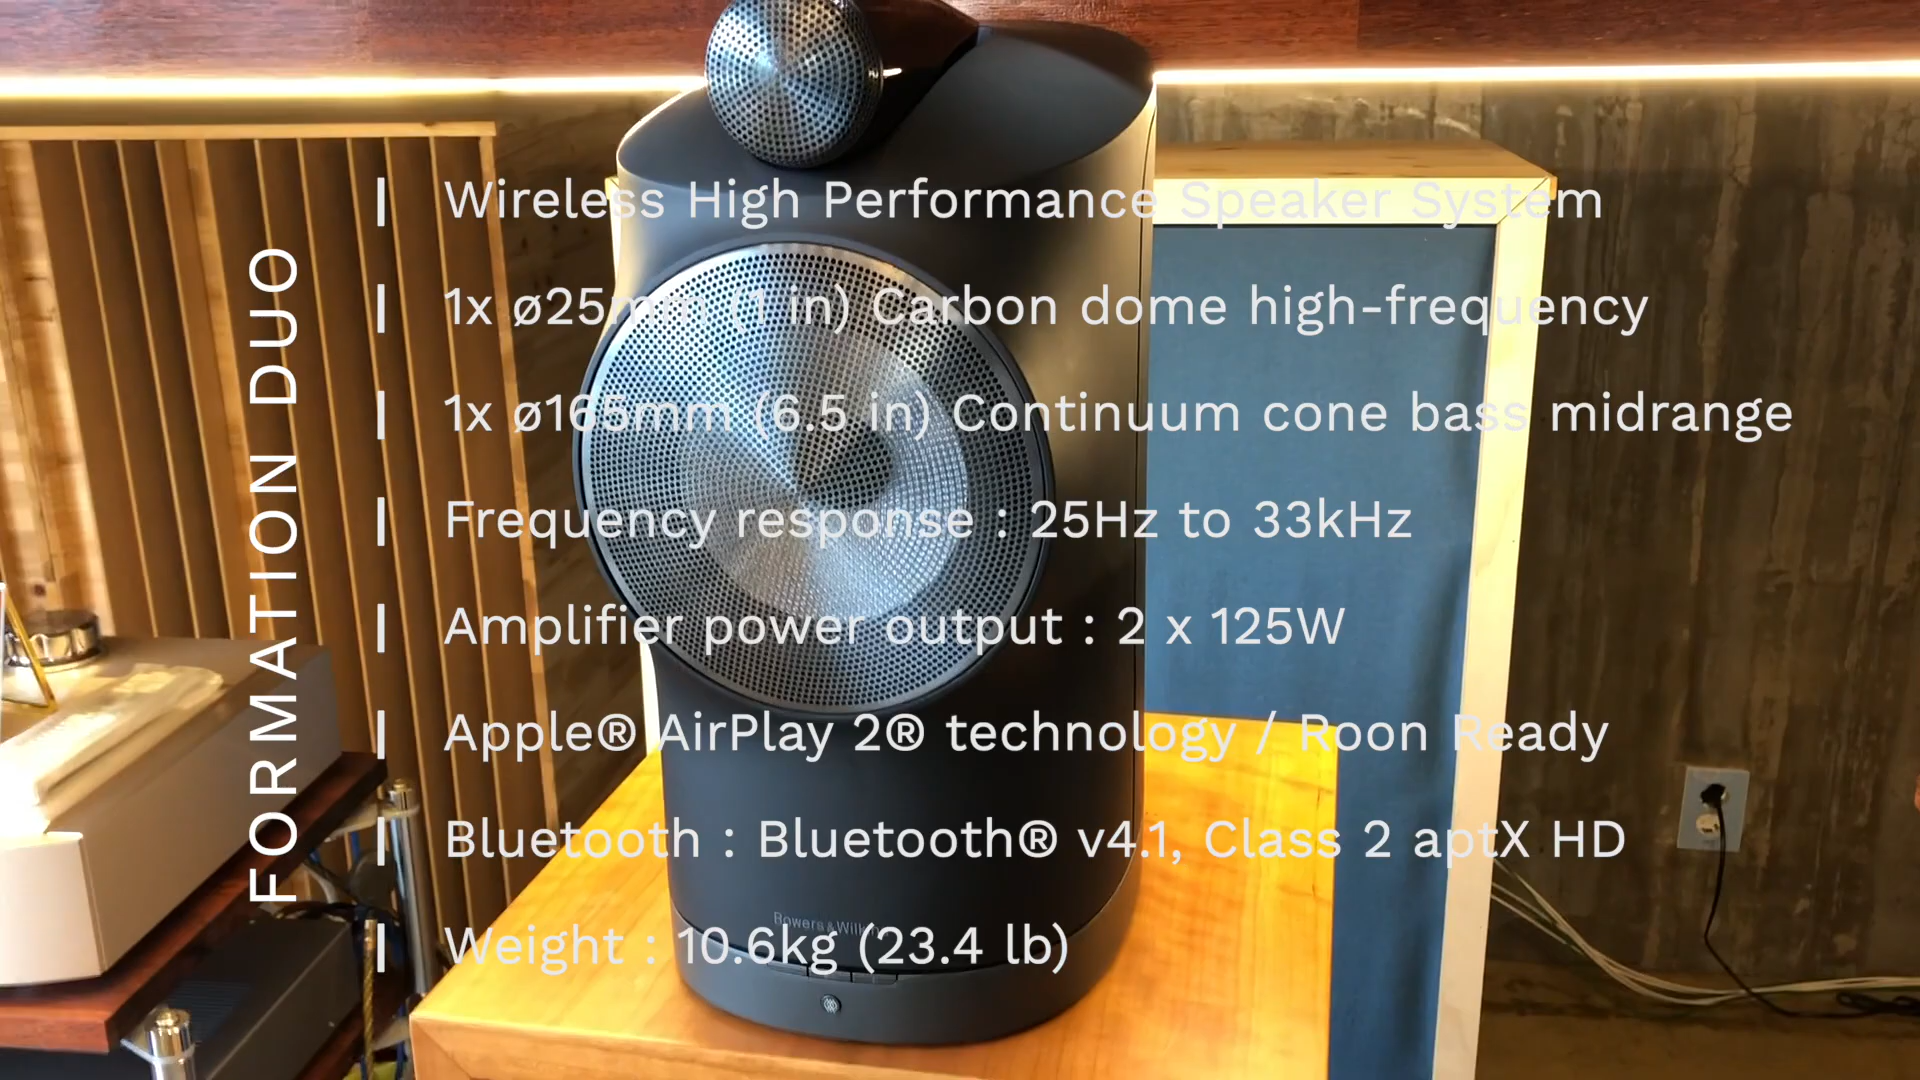 FORMATION DUO
Wireless High Performance Speaker System
1x ø25mm (1 in) Carbon dome high-frequency
1x ø165mm (6.5 in) Continuum cone bass midrange
Frequency response : 25Hz to 33kHz
Amplifier power output : 2 x 125W
Apple® AirPlay 2® technology / Roon Ready
Bluetooth : Bluetooth® v4.1, Class 2 aptX HD
Bowers & Wilkins
Weight : 10.6kg (23.4 lb)